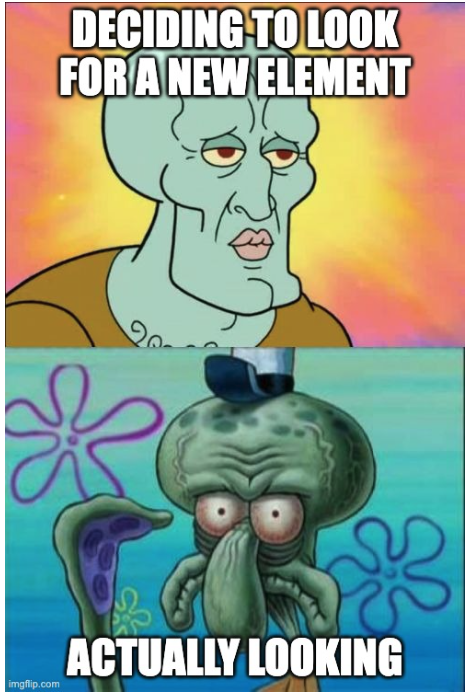 DECIDING TO LOOK
FOR A NEW ELEMENT
ACTUALLY LOOKING
imgflip.com